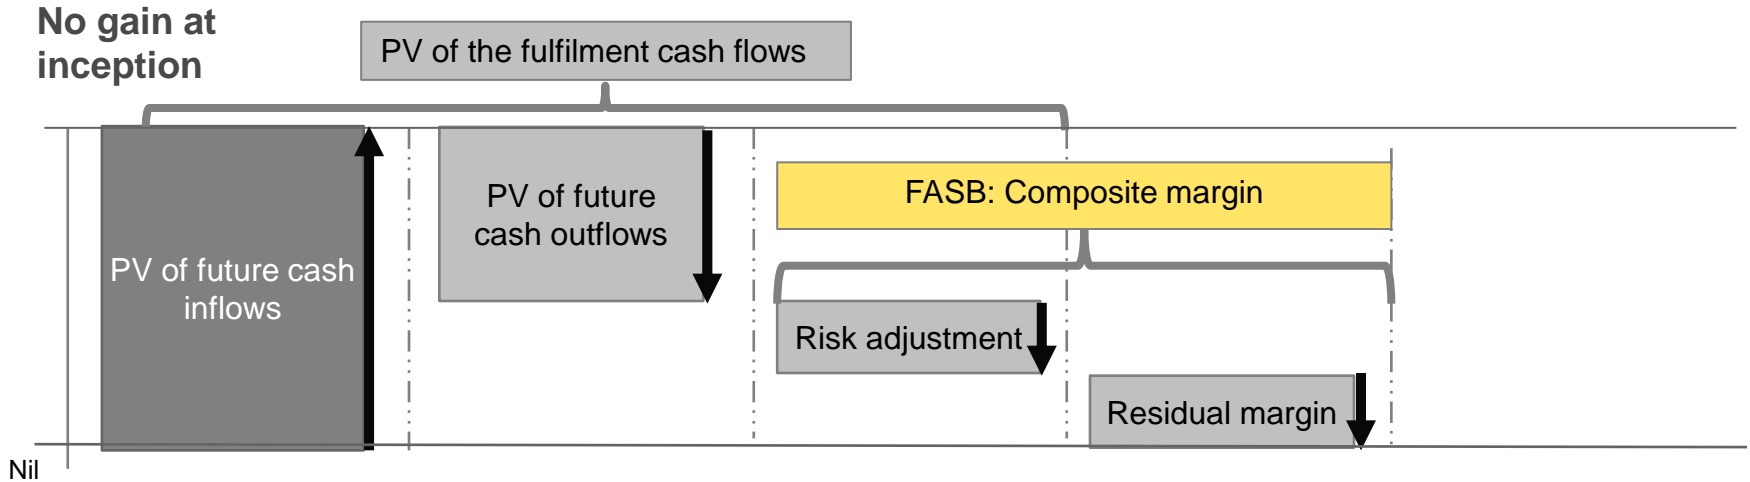 No gain at
inception
PV of the fulfilment cash flows
PV of future cash
inflows
PV of future
cash outflows
FASB: Composite margin
Risk adjustment
Residual margin
Nil